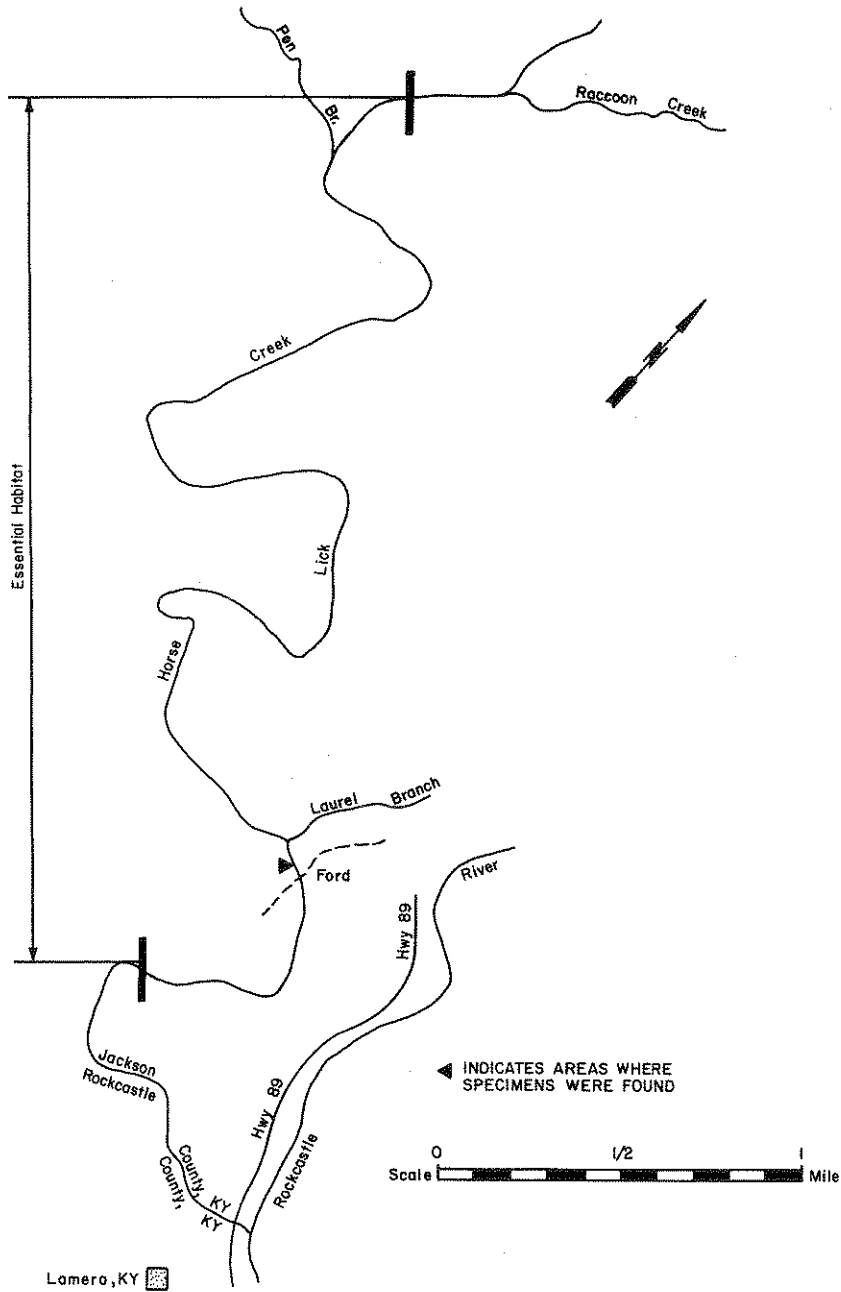 Pen
Br.
Raccoon Creek
Creek
Essential Habitat
Lick
Horse
Laurel Branch
Ford
River
Hwy 89
Jackson
Rockcastle
INDICATES AREAS WHERE
SPECIMENS WERE FOUND
Hwy 89
Rockcastle
0 1/2 1
Scale Mile
County, KY
County, KY
Lamero, KY